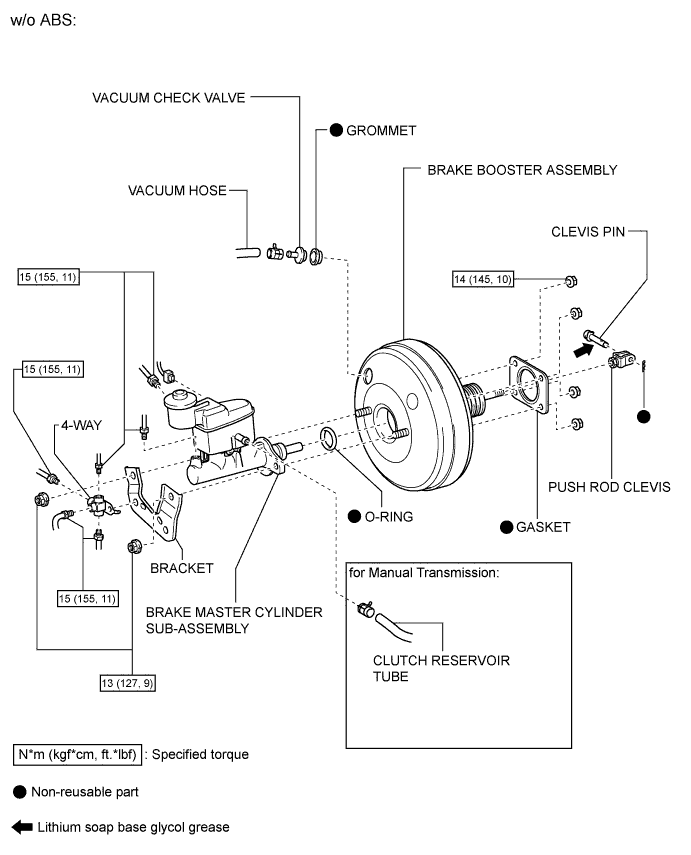 w/o ABS:
VACUUM CHECK VALVE
GROMMET
BRAKE BOOSTER ASSEMBLY
VACUUM HOSE
CLEVIS PIN
15 (155, 11)
14 (145, 10)
15 (155, 11)
4-WAY
PUSH ROD CLEVIS
O-RING
GASKET
BRACKET
for Manual Transmission:
15 (155, 11)
BRAKE MASTER CYLINDER
SUB-ASSEMBLY
CLUTCH RESERVOIR
TUBE
13 (127, 9)
N*m (kgf*cm, ft.*lbf) : Specified torque
Non-reusable part
Lithium soap base glycol grease